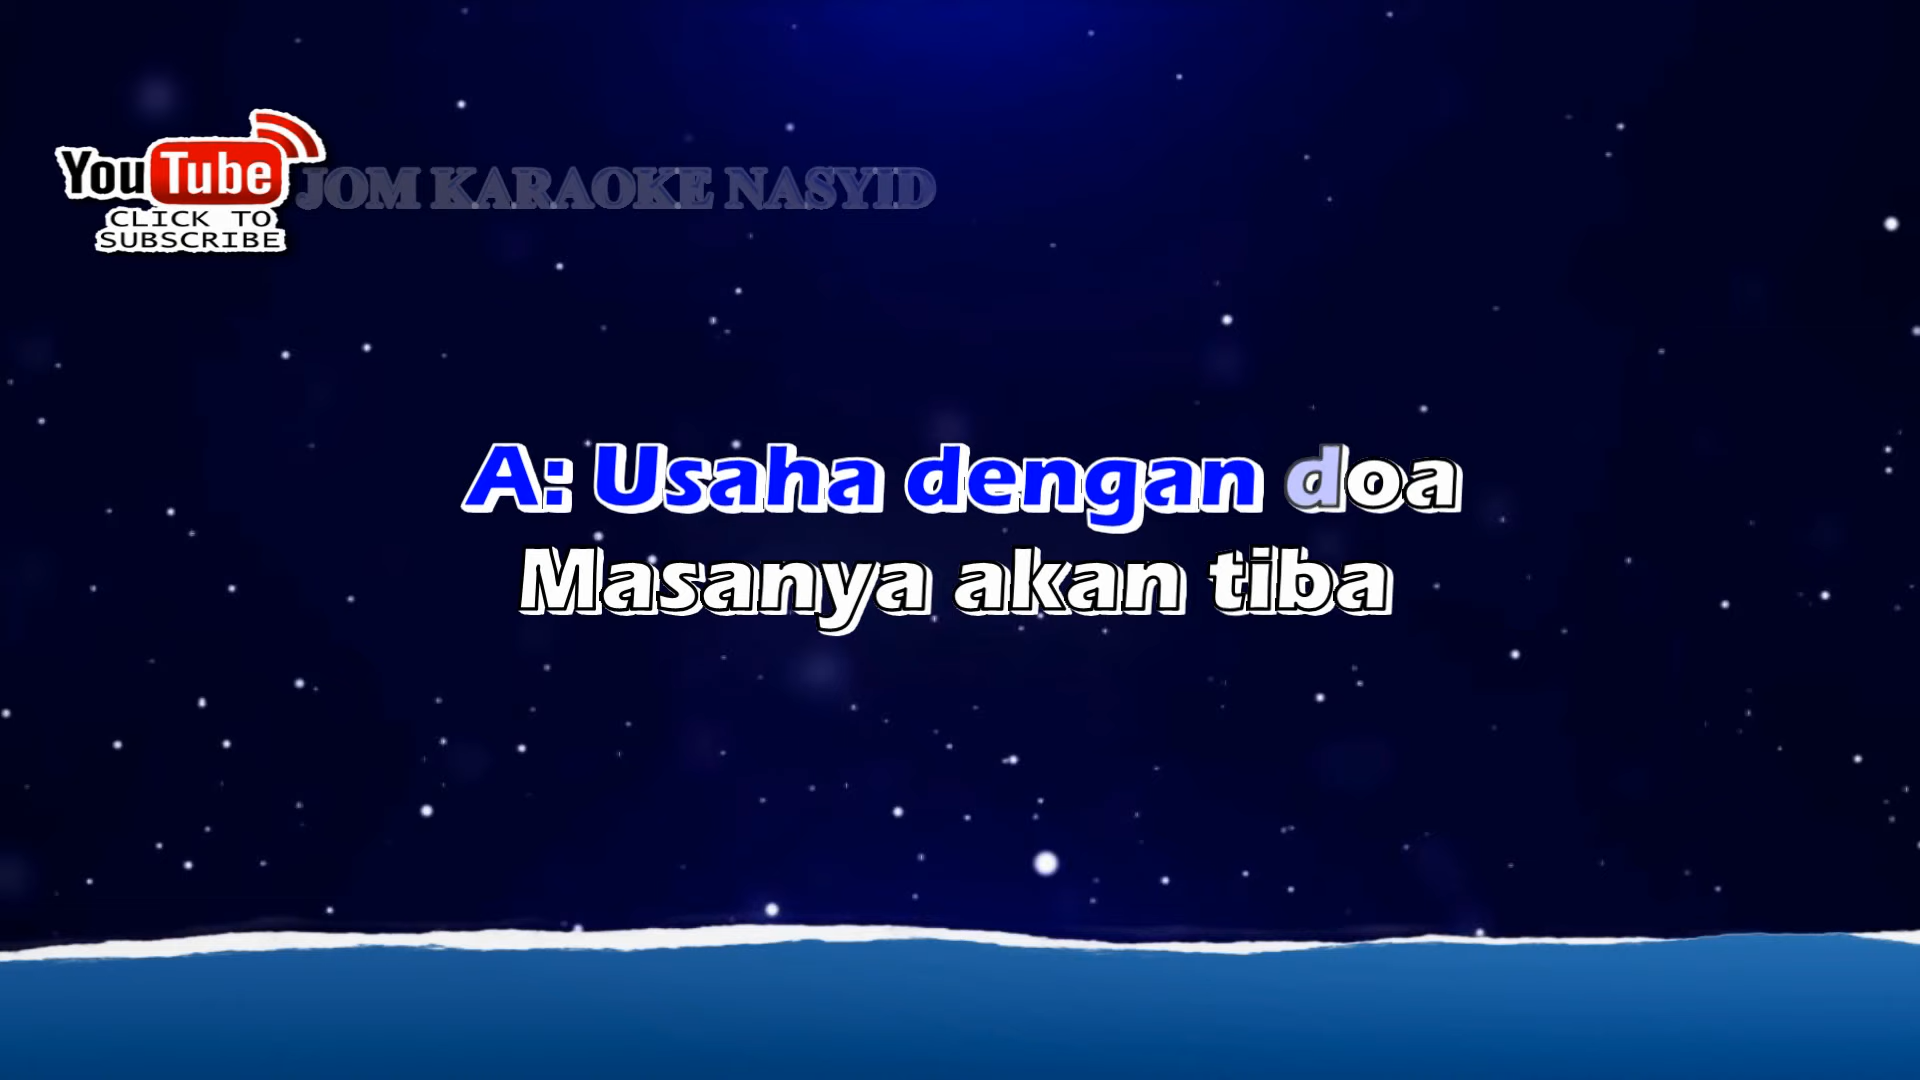 YouTube
CLICK TO
SUBSCRIBE
JOM KARAOKE NASYID
A: Usaha dengan doa
Masanya akan tiba